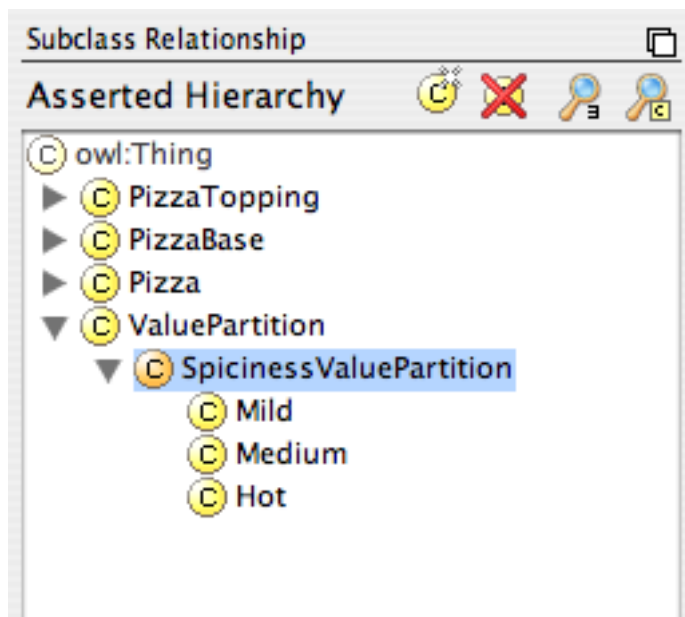 Subclass Relationship
Asserted Hierarchy
C owl:Thing
C PizzaTopping
C PizzaBase
C Pizza
C ValuePartition
C SpicinessValuePartition
C Mild
C Medium
C Hot